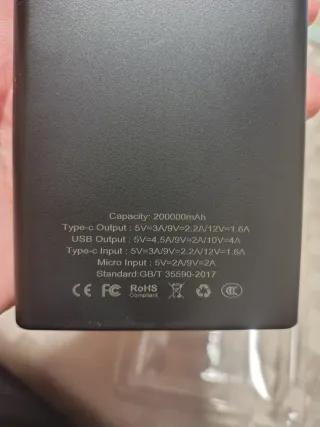 Capacity: 200000mAh
Type-c Output : 5V=3A/9V=2.2A/12V=1.6A
USB Output : 5V=4.5A/9V=2A/10V=4A
Type-c Input : 5V=3A/9V=2.2A/12V=1.6A
Micro Input : 5V=2A/9V=2A
Standard:GB/T 35590-2017
CE FC RoHS CCC
Compliant